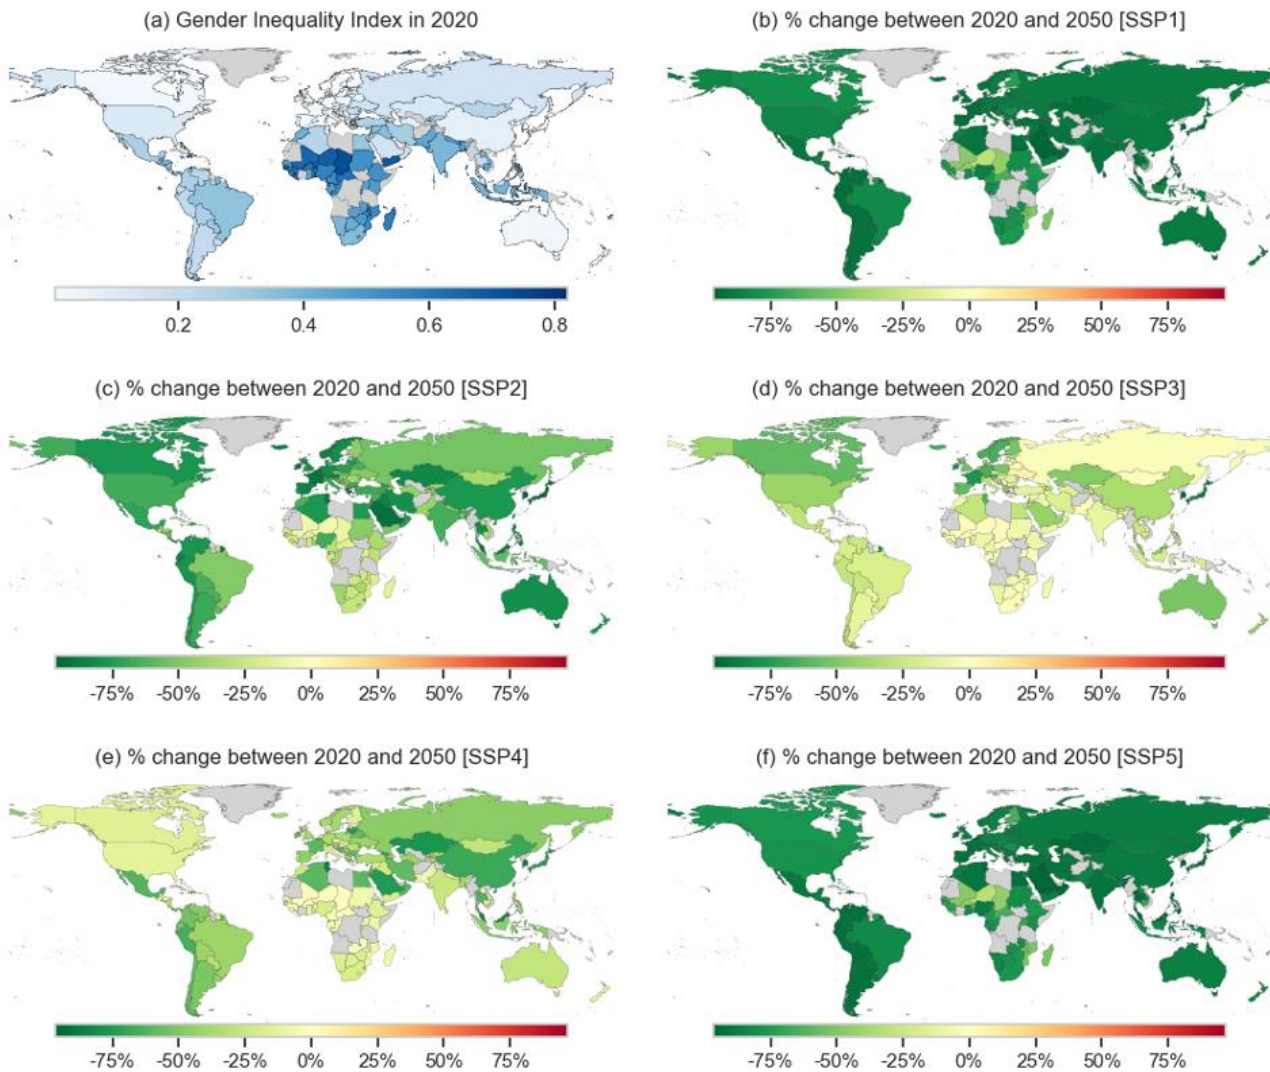 (a) Gender Inequality Index in 2020
(b) % change between 2020 and 2050 [SSP1]
0.2 0.4 0.6 0.8
-75% -50% -25% 0% 25% 50% 75%
(c) % change between 2020 and 2050 [SSP2]
(d) % change between 2020 and 2050 [SSP3]
-75% -50% -25% 0% 25% 50% 75%
-75% -50% -25% 0% 25% 50% 75%
(e) % change between 2020 and 2050 [SSP4]
(f) % change between 2020 and 2050 [SSP5]
-75% -50% -25% 0% 25% 50% 75%
-75% -50% -25% 0% 25% 50% 75%